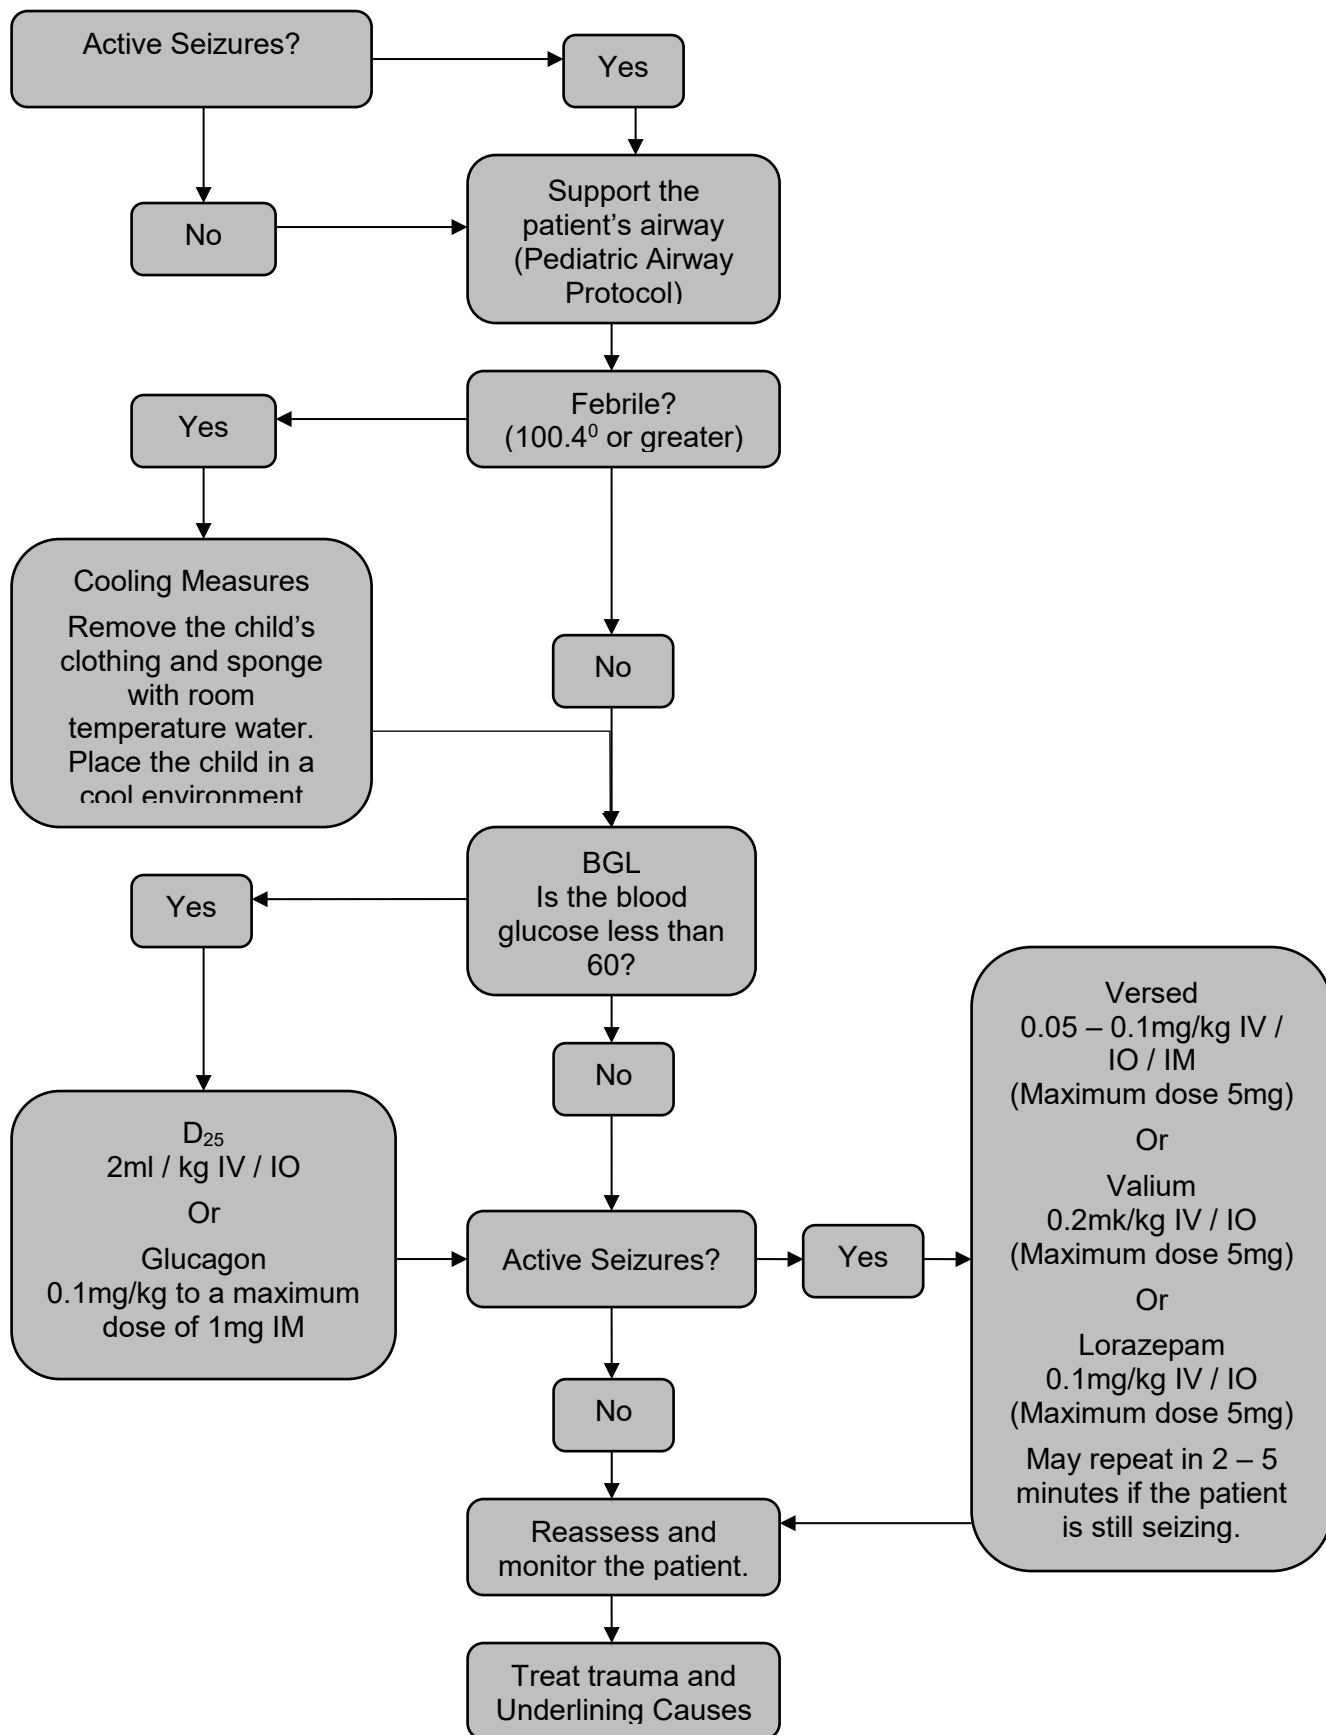 Active Seizures?
Yes
No
Support the
patient’s airway
(Pediatric Airway
Protocol)
Yes
Febrile?
(100.4⁰ or greater)
Cooling Measures
Remove the child’s
clothing and sponge
with room
temperature water.
Place the child in a
cool environment
No
Yes
BGL
Is the blood
glucose less than
60?
No
D₂₅
2ml / kg IV / IO
Or
Glucagon
0.1mg/kg to a maximum
dose of 1mg IM
Active Seizures?
Yes
Versed
0.05 – 0.1mg/kg IV /
IO / IM
(Maximum dose 5mg)
Or
Valium
0.2mk/kg IV / IO
(Maximum dose 5mg)
Or
Lorazepam
0.1mg/kg IV / IO
(Maximum dose 5mg)
May repeat in 2 – 5
minutes if the patient
is still seizing.
No
Reassess and
monitor the patient.
Treat trauma and
Underlining Causes